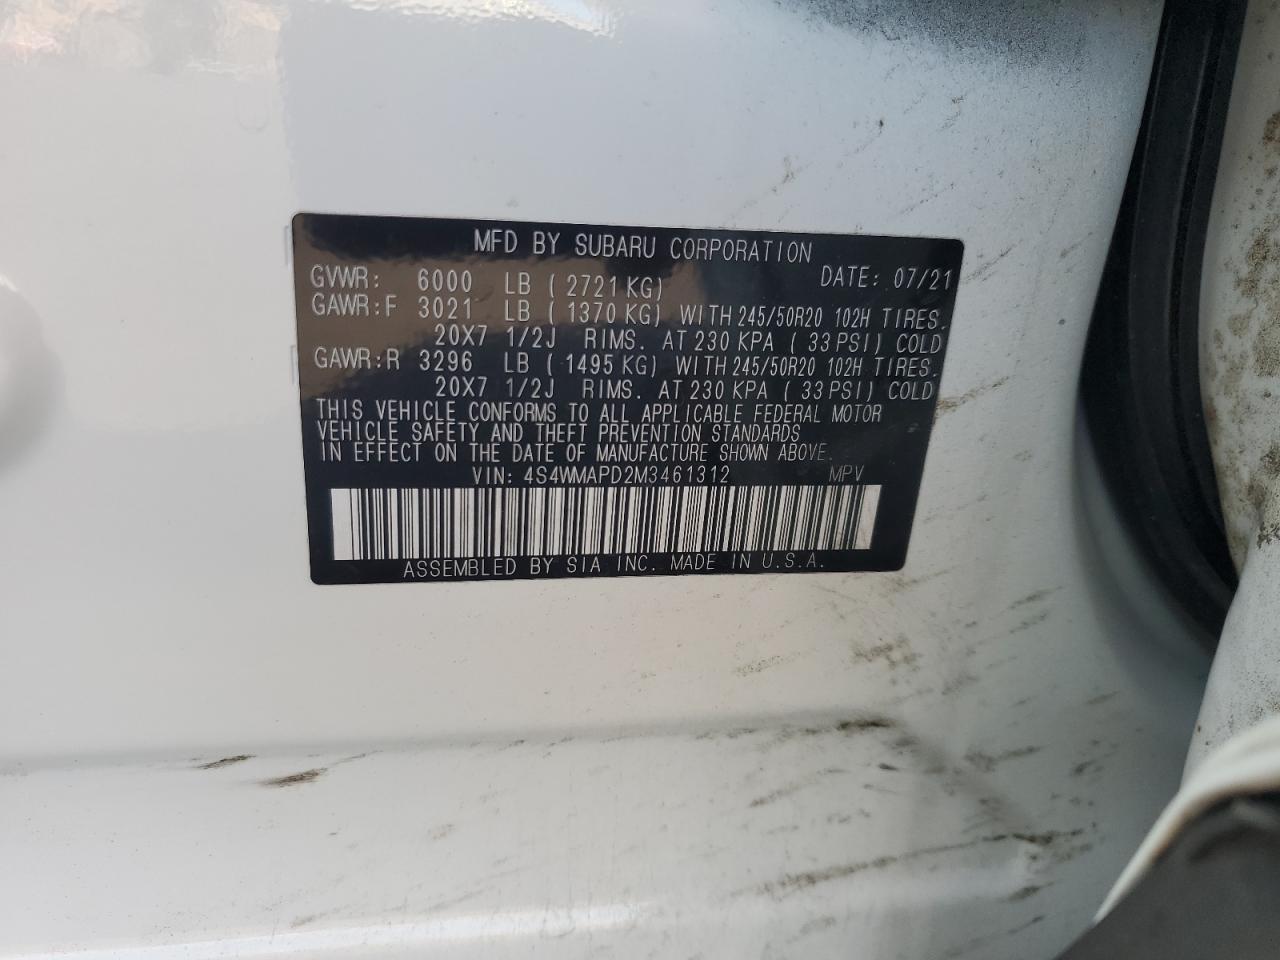 MFD BY SUBARU CORPORATION
GVWR: 6000 LB ( 2721 KG) DATE: 07/21
GAWR:F 3021 LB ( 1370 KG) WITH 245/50R20 102H TIRES.
20X7 1/2J RIMS. AT 230 KPA ( 33 PSI) COLD
GAWR:R 3296 LB ( 1495 KG) WITH 245/50R20 102H TIRES.
20X7 1/2J RIMS. AT 230 KPA ( 33 PSI) COLD
THIS VEHICLE CONFORMS TO ALL APPLICABLE FEDERAL MOTOR
VEHICLE SAFETY AND THEFT PREVENTION STANDARDS
IN EFFECT ON THE DATE OF MANUFACTURE SHOWN ABOVE.
VIN: 4S4WMAPD2M3461312 MPV
ASSEMBLED BY SIA INC. MADE IN U.S.A.